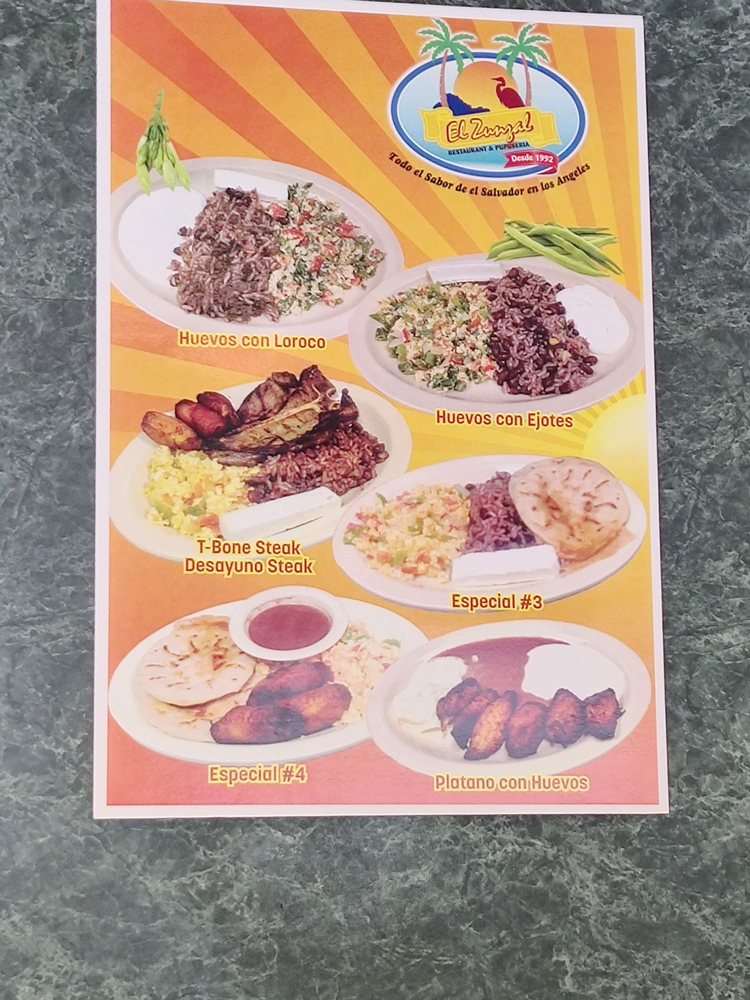 El Zunzal
RESTAURANT & PUPUSERIA
Desde 1992
Todo el Sabor de el Salvador en los Angeles
Huevos con Loroco
Huevos con Ejotes
T-Bone Steak
Desayuno Steak
Especial #3
Especial #4
Platano con Huevos